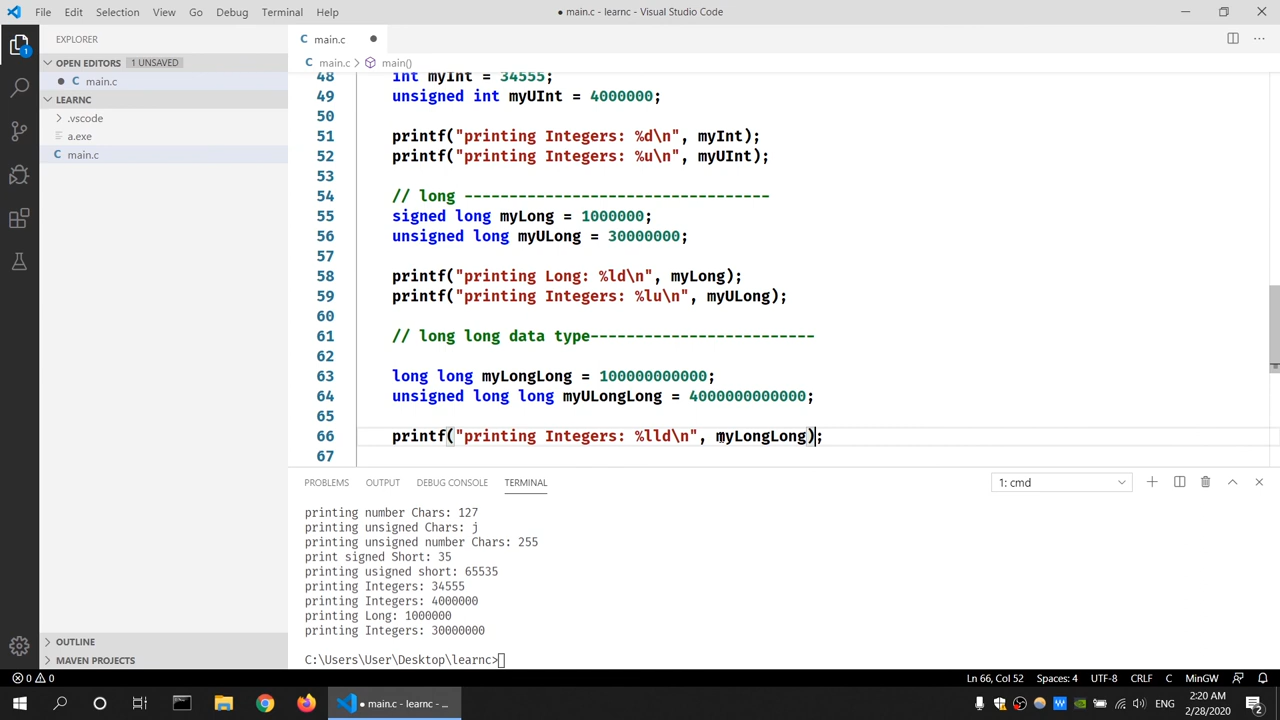 File Edit Selection View Go Debug Terminal Help
● main.c - learnc - Visual Studio Code
EXPLORER
OPEN EDITORS 1 UNSAVED
main.c
LEARNC
.vscode
a.exe
C main.c
OUTLINE
MAVEN PROJECTS
1
C main.c ●
C main.c > main()
48 int myInt = 34555;
49 unsigned int myUInt = 4000000;
50
51 printf("printing Integers: %d\n", myInt);
52 printf("printing Integers: %u\n", myUInt);
53
54 // long ----------------------------------
55 signed long myLong = 1000000;
56 unsigned long myULong = 30000000;
57
58 printf("printing Long: %ld\n", myLong);
59 printf("printing Integers: %lu\n", myULong);
60
61 // long long data type-------------------------
62
63 long long myLongLong = 100000000000;
64 unsigned long long myULongLong = 4000000000000;
65
66 printf("printing Integers: %lld\n", myLongLong);
67
PROBLEMS OUTPUT DEBUG CONSOLE TERMINAL
1: cmd
printing number Chars: 127
printing unsigned Chars: j
printing unsigned number Chars: 255
print signed Short: 35
printing usigned short: 65535
printing Integers: 34555
printing Integers: 4000000
printing Long: 1000000
printing Integers: 30000000
C:\Users\User\Desktop\learnc>
0 0
Ln 66, Col 52 Spaces: 4 UTF-8 CRLF C MinGW
● main.c - learnc - ...
ENG
2:20 AM
2/28/2020
2